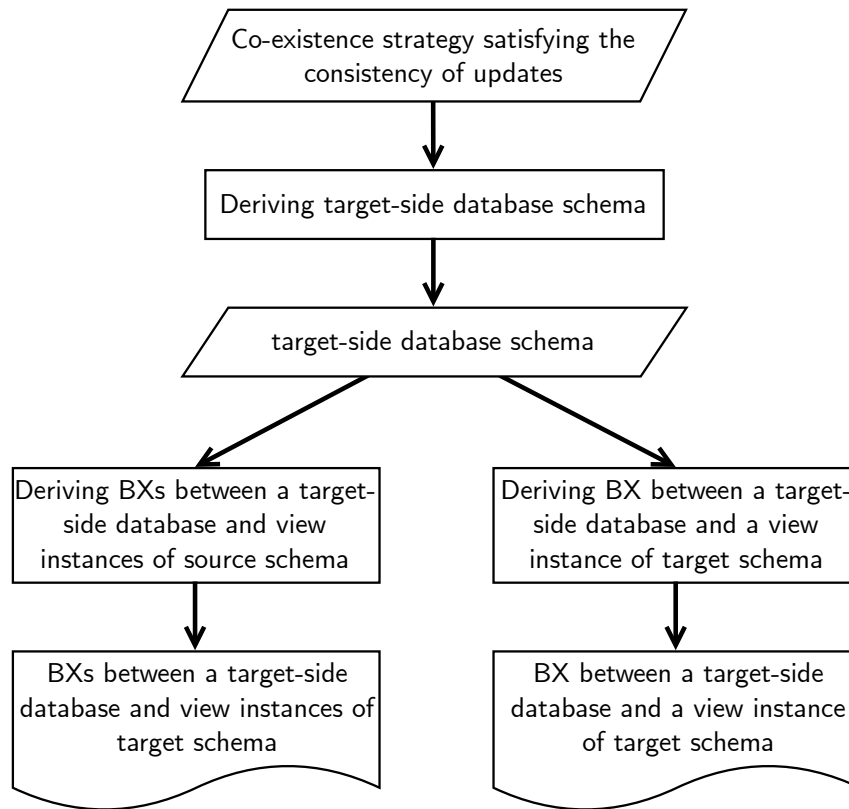 Co-existence strategy satisfying the
consistency of updates
Deriving target-side database schema
target-side database schema
Deriving BXs between a target-
side database and view
instances of source schema
Deriving BX between a target-
side database and a view
instance of target schema
BXs between a target-side
database and view instances of
target schema
BX between a target-side
database and a view instance
of target schema